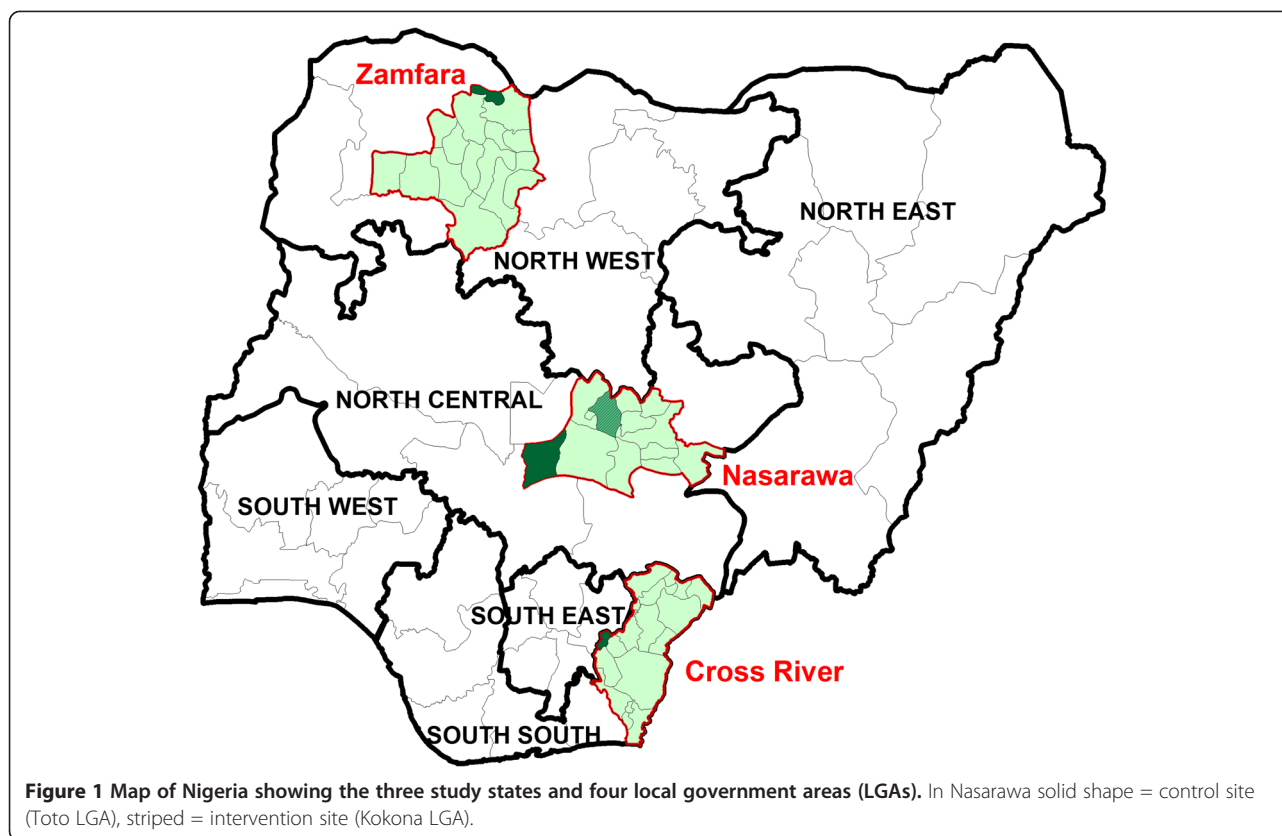 Zamfara
NORTH EAST
NORTH WEST
NORTH CENTRAL
Nasarawa
SOUTH WEST
SOUTH EAST
Cross River
SOUTH SOUTH
Figure 1 Map of Nigeria showing the three study states and four local government areas (LGAs). In Nasarawa solid shape = control site
(Toto LGA), striped = intervention site (Kokona LGA).